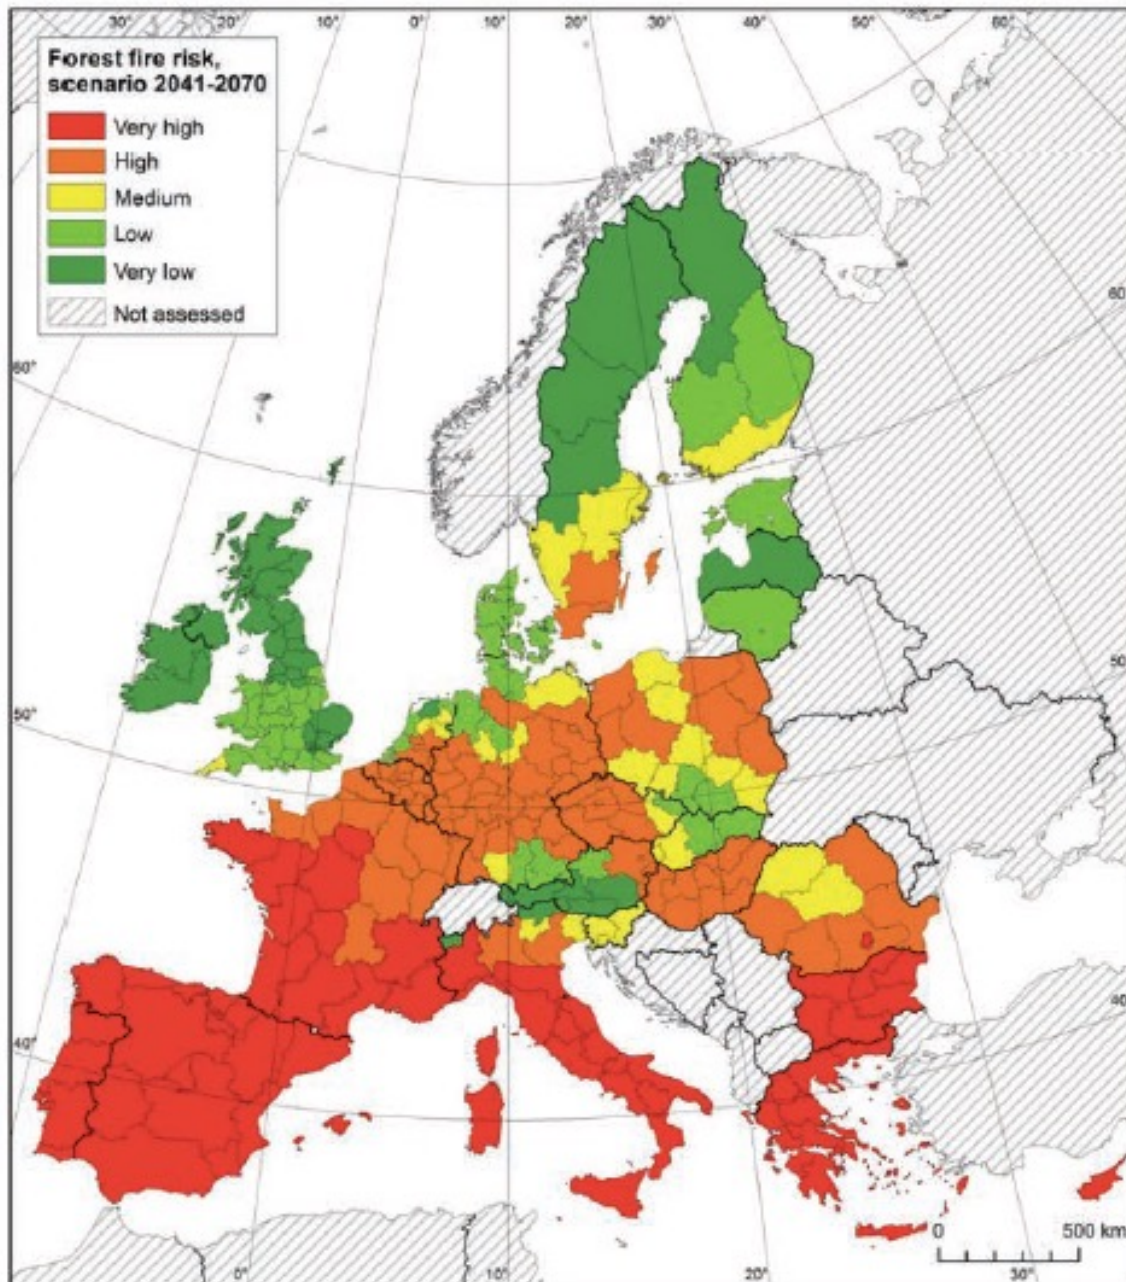 30° 20° 10° 0° 10° 20° 30° 40° 50° 60°
Forest fire risk,
scenario 2041-2070
Very high
High
Medium
Low
Very low
Not assessed
60°
60°
50°
50°
40°
40°
0 500 km
0° 10° 20° 30°